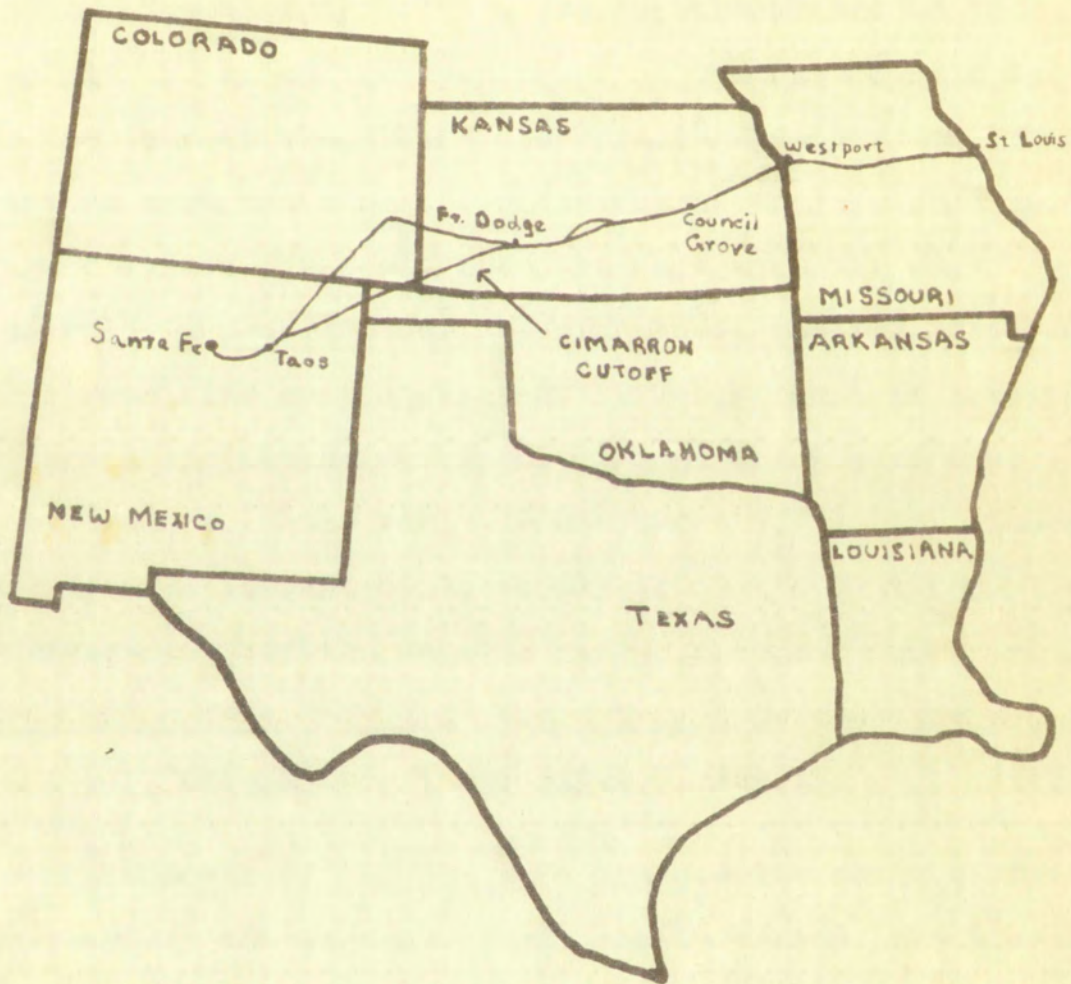 COLORADO
KANSAS
Westport
St Louis
Ft. Dodge
Council
Grove
MISSOURI
Santa Fe
Taos
CIMARRON
CUTOFF
ARKANSAS
OKLAHOMA
NEW MEXICO
LOUISIANA
TEXAS